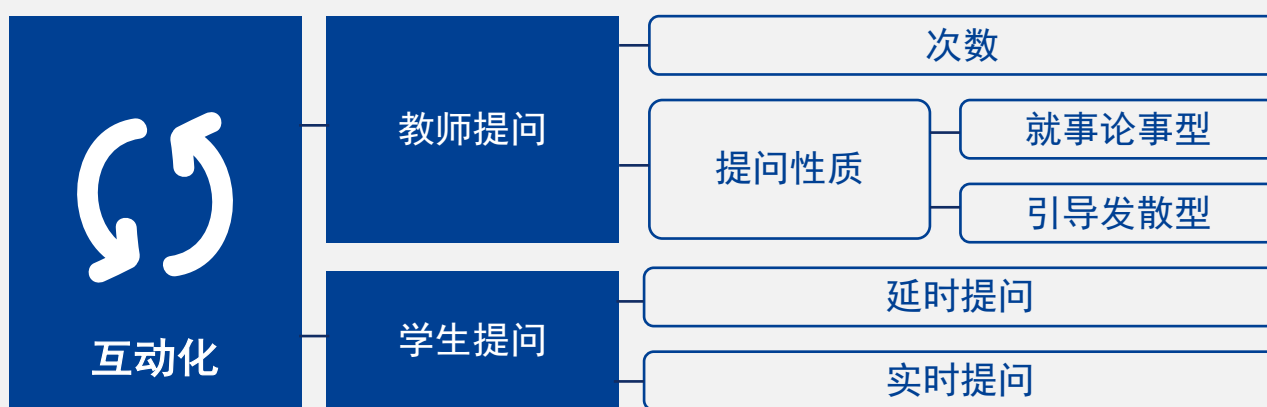 互动化
教师提问
次数
提问性质
就事论事型
引导发散型
学生提问
延时提问
实时提问